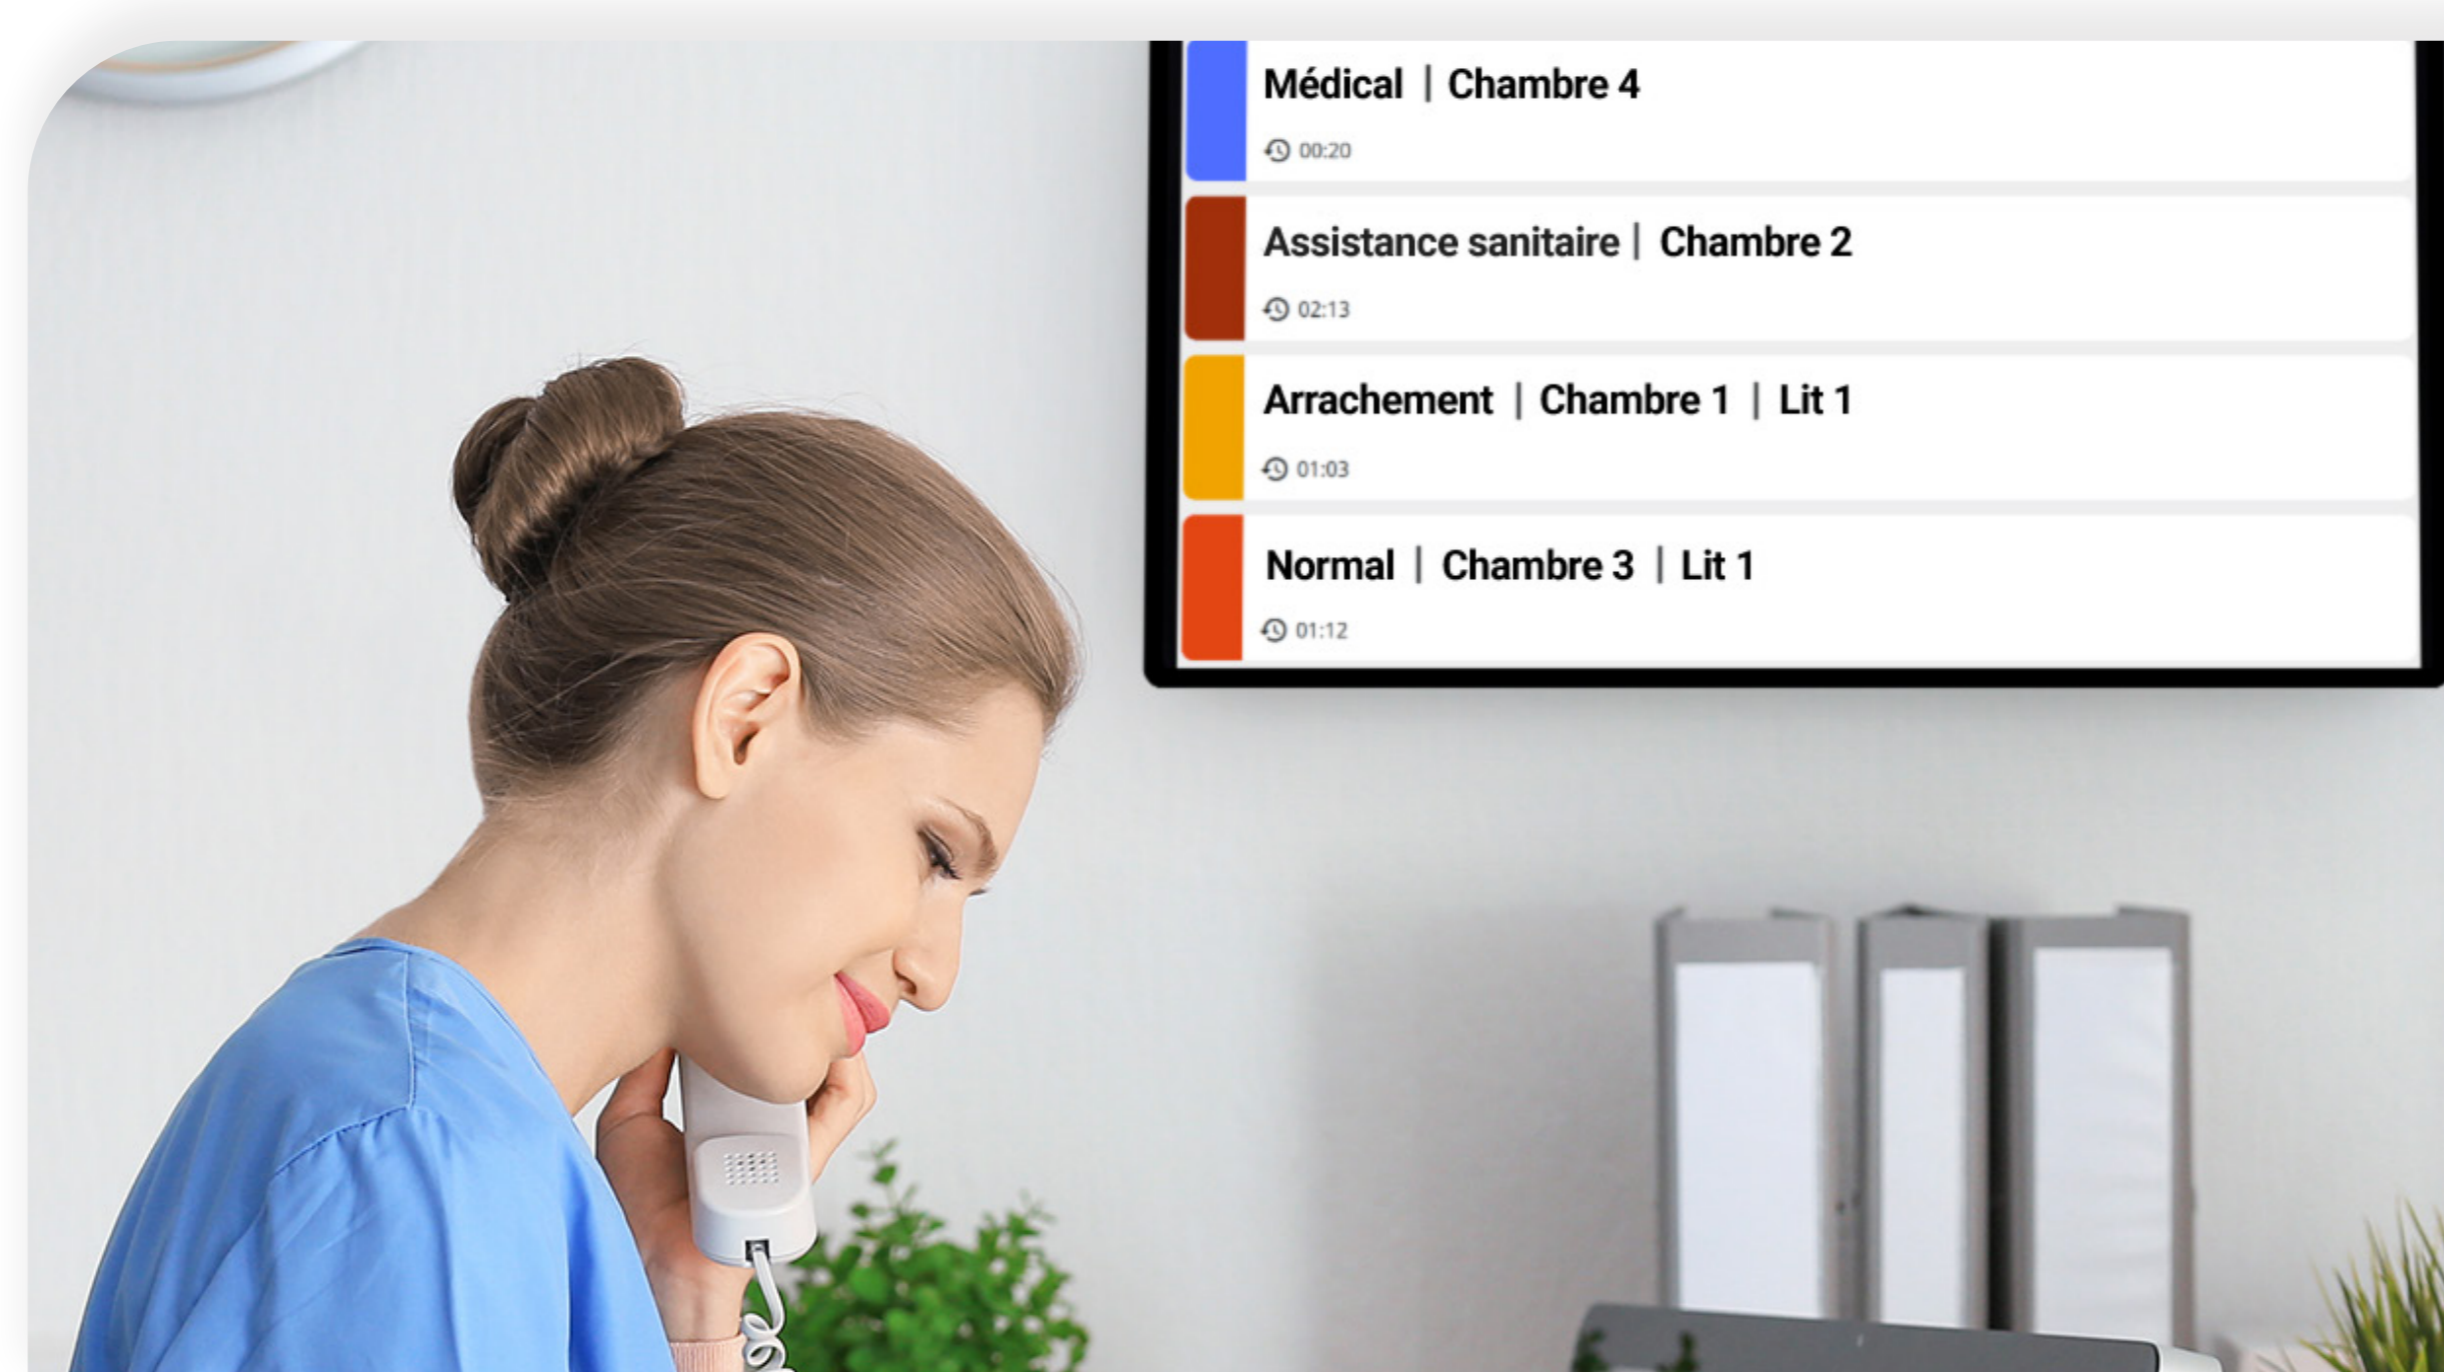 Médical | Chambre 4
00:20
Assistance sanitaire | Chambre 2
02:13
Arrachement | Chambre 1 | Lit 1
01:03
Normal | Chambre 3 | Lit 1
01:12